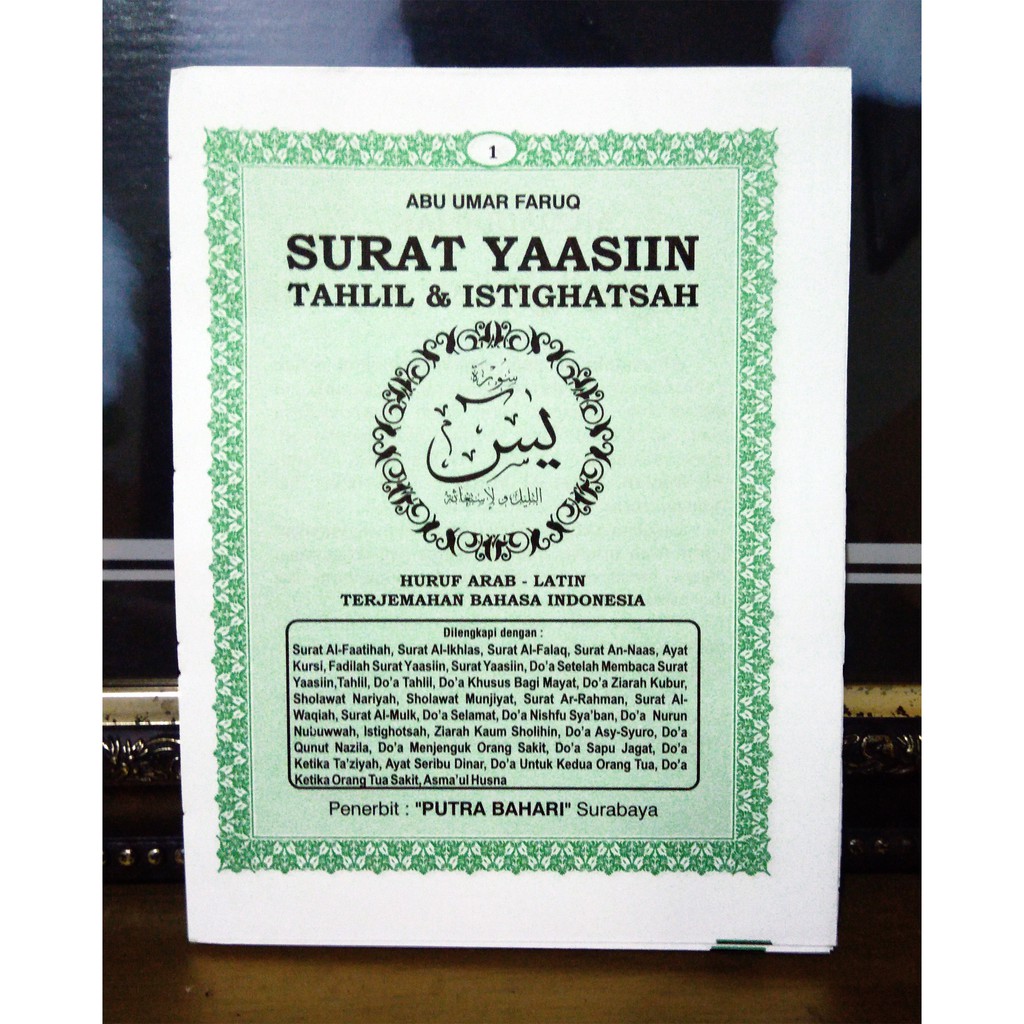 1
ABU UMAR FARUQ
SURAT YAASIIN
TAHLIL & ISTIGHATSAH
سُورَة
يس
HURUF ARAB - LATIN
TERJEMAHAN BAHASA INDONESIA
Dilengkapi dengan :
Surat Al-Faatihah, Surat Al-Ikhlas, Surat Al-Falaq, Surat An-Naas, Ayat
Kursi, Fadilah Surat Yaasiin, Surat Yaasiin, Do'a Setelah Membaca Surat
Yaasiin,Tahlil, Do'a Tahlil, Do'a Khusus Bagi Mayat, Do'a Ziarah Kubur,
Sholawat Nariyah, Sholawat Munjiyat, Surat Ar-Rahman, Surat Al-
Waqiah, Surat Al-Mulk, Do'a Selamat, Do'a Nishfu Sya'ban, Do'a Nurun
Nubuwwah, Istighotsah, Ziarah Kaum Sholihin, Do'a Asy-Syuro, Do'a
Qunut Nazila, Do'a Menjenguk Orang Sakit, Do'a Sapu Jagat, Do'a
Ketika Ta'ziyah, Ayat Seribu Dinar, Do'a Untuk Kedua Orang Tua, Do'a
Ketika Orang Tua Sakit, Asma'ul Husna
Penerbit : "PUTRA BAHARI" Surabaya